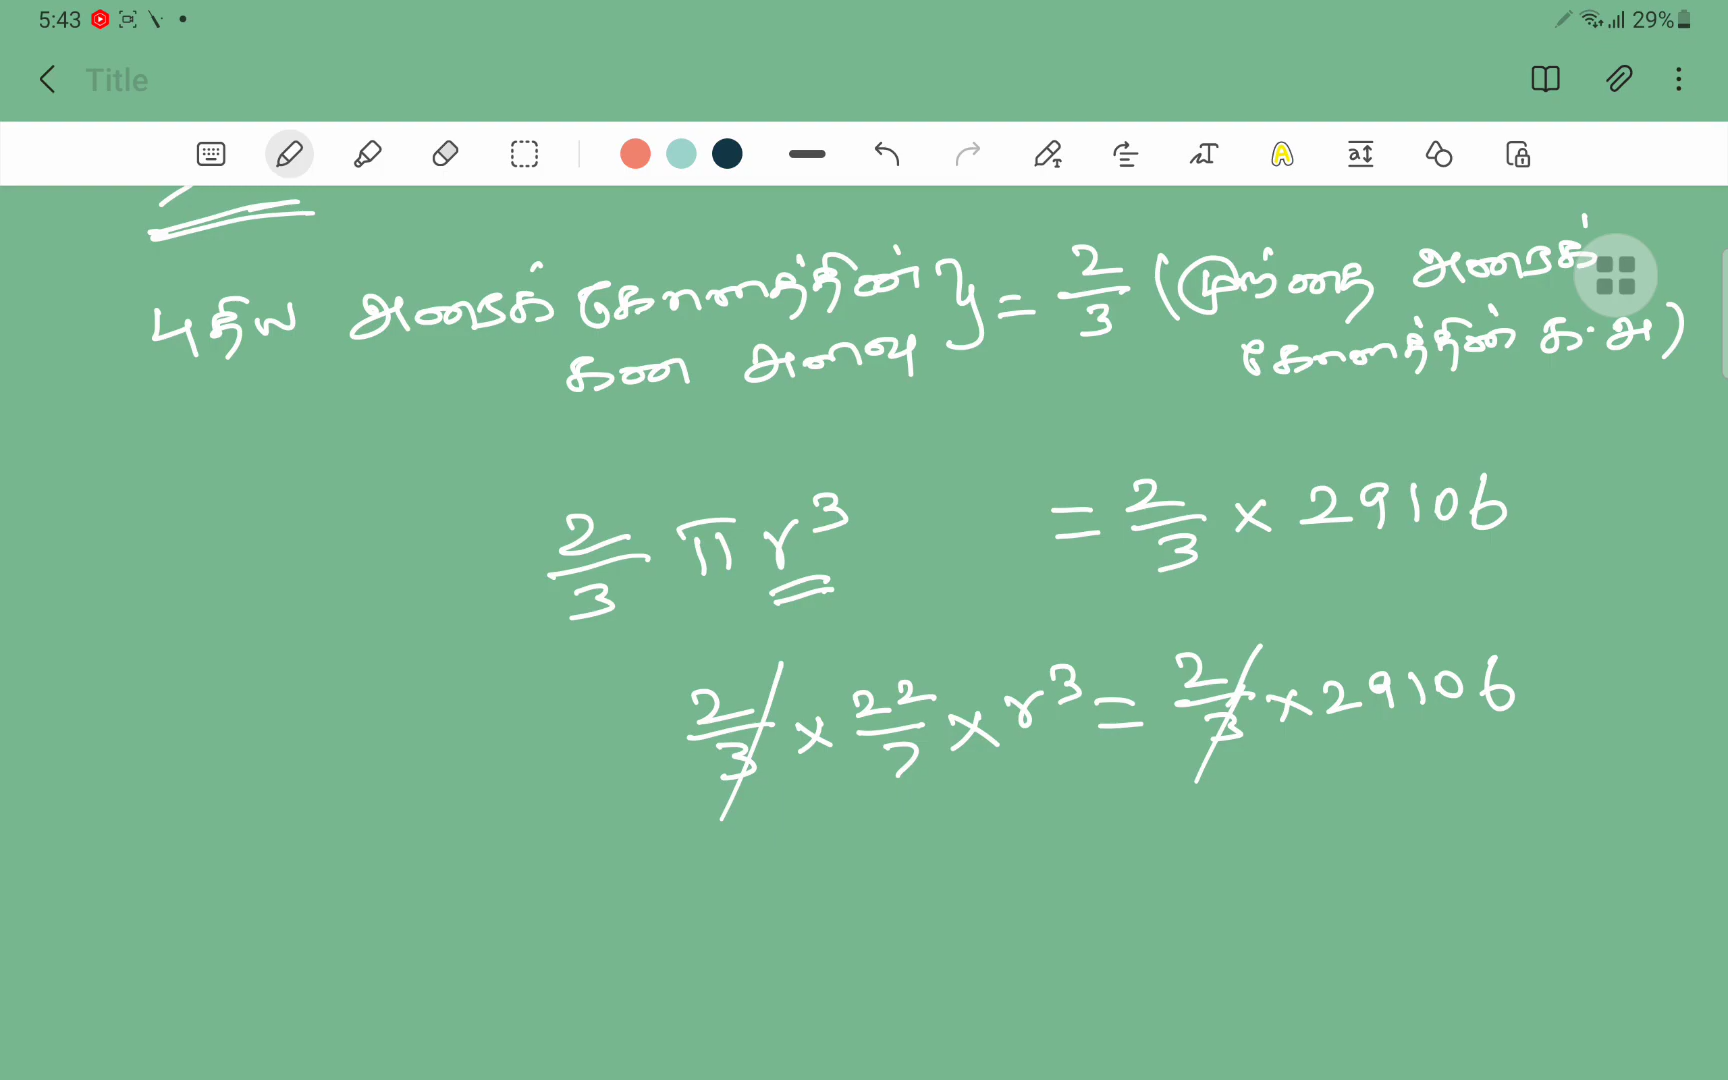 5:43
29%
Title
புதிய அரைக் கோளத்தின் } = 2/3 (முந்தை அரைக்
கன அளவு கோளத்தின் க.அ)
2/3 π r³ = 2/3 × 29106
2/3 × 22/7 × r³ = 2/3 × 29106